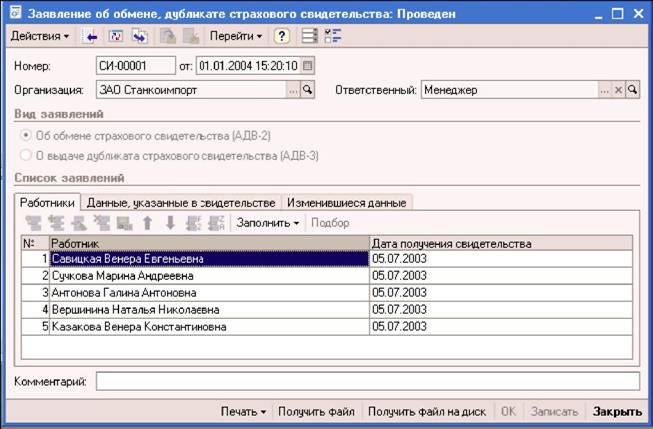 Заявление об обмене, дубликате страхового свидетельства: Проведен
Действия Перейти ?
Номер: СИ-00001 от: 01.01.2004 15:20:10
Организация: ЗАО Станкоимпорт ... Ответственный: Менеджер ... ×
Вид заявлений
Об обмене страхового свидетельства (АДВ-2)
О выдаче дубликата страхового свидетельства (АДВ-3)
Список заявлений
Работники Данные, указанные в свидетельстве Изменившиеся данные
Заполнить Подбор
№ Работник Дата получения свидетельства
1 Савицкая Венера Евгеньевна 05.07.2003
2 Сучкова Марина Андреевна 05.07.2003
3 Антонова Галина Антоновна 05.07.2003
4 Вершинина Наталья Николаевна 05.07.2003
5 Казакова Венера Константиновна 05.07.2003
Комментарий:
Печать Получить файл Получить файл на диск OK Записать Закрыть